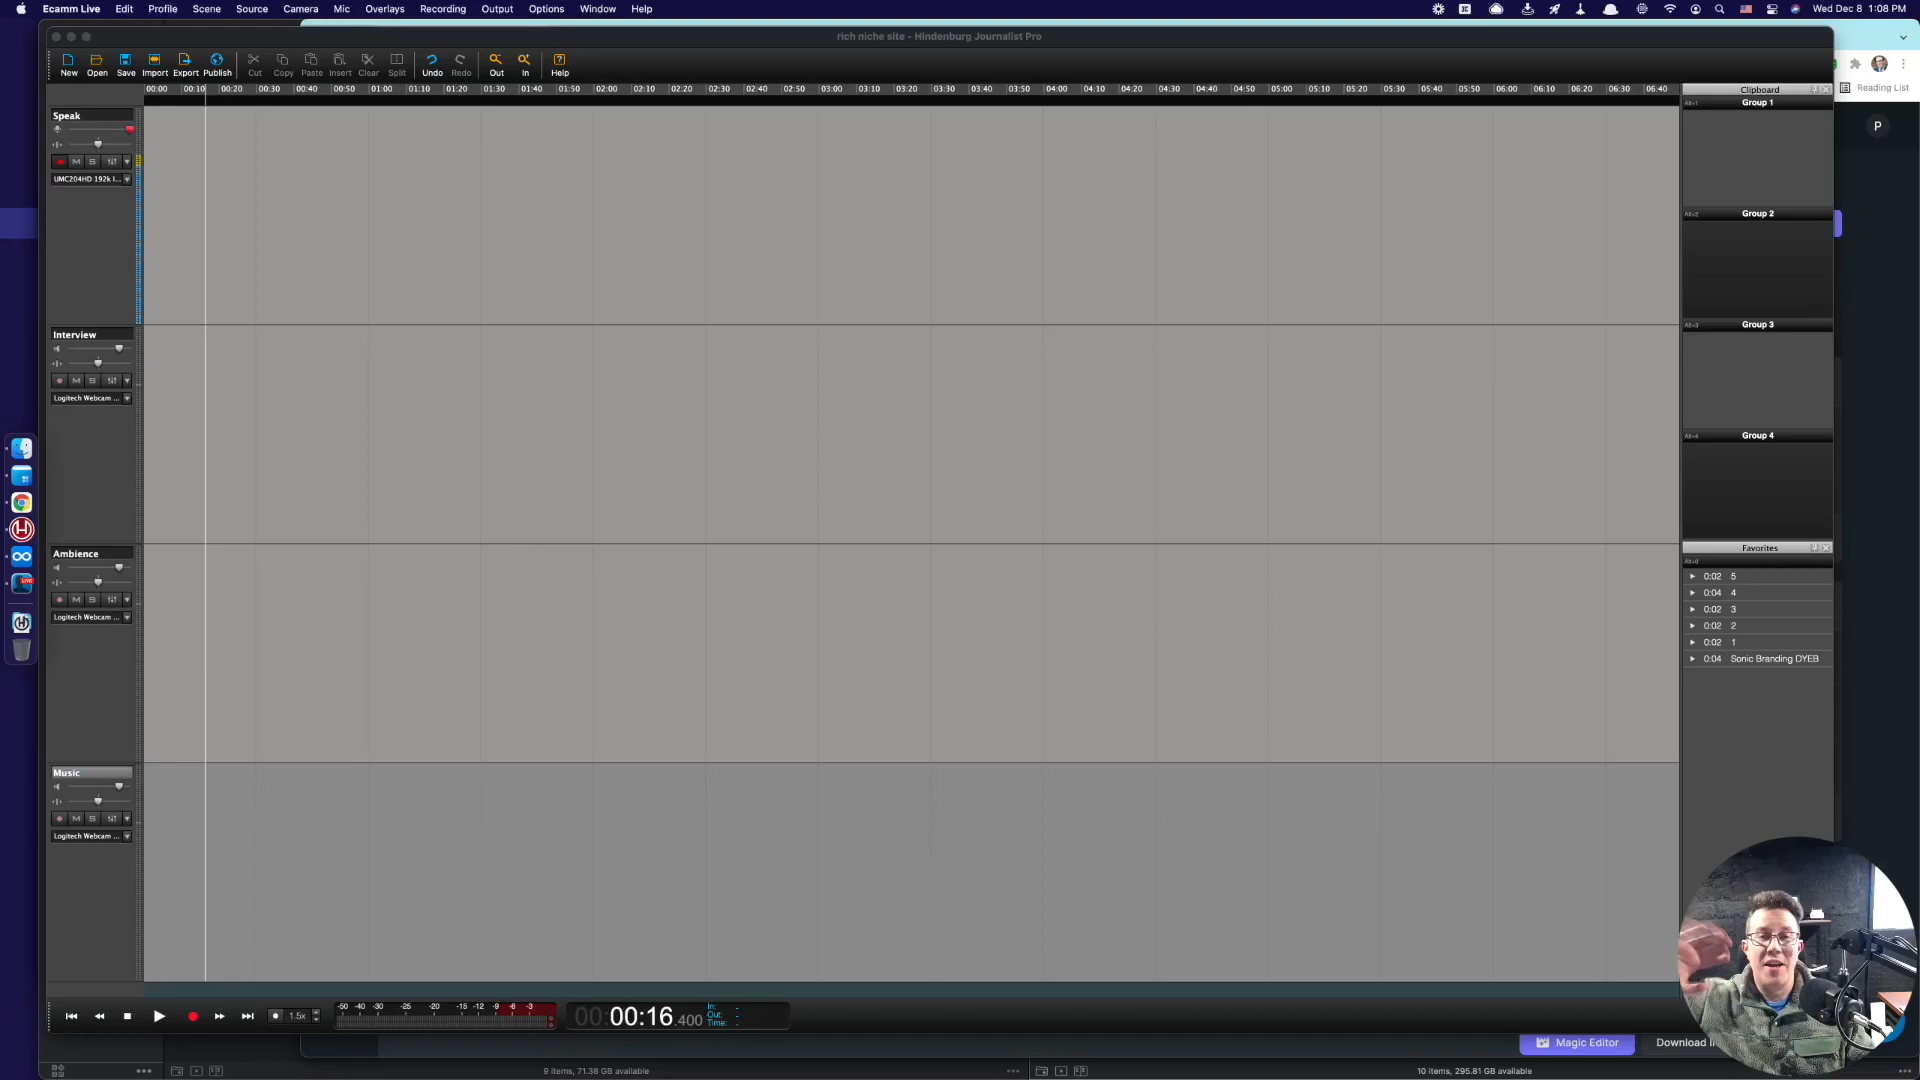 Ecamm Live Edit Profile Scene Source Camera Mic Overlays Recording Output Options Window Help Wed Dec 8 1:08 PM
rich niche site - Hindenburg Journalist Pro
New Open Save Import Export Publish Cut Copy Paste Insert Clear Split Undo Redo Out In Help
Reading List
00:00 00:10 00:20 00:30 00:40 00:50 01:00 01:10 01:20 01:30 01:40 01:50 02:00 02:10 02:20 02:30 02:40 02:50 03:00 03:10 03:20 03:30 03:40 03:50 04:00 04:10 04:20 04:30 04:40 04:50 05:00 05:10 05:20 05:30 05:40 05:50 06:00 06:10 06:20 06:30 06:40
Clipboard
Alt+1 Group 1
Speak
P
M S
UMC204HD 192k I...
Alt+2 Group 2
Alt+3 Group 3
Interview
M S
Logitech Webcam ...
Alt+4 Group 4
Favorites
Ambience
0:02 5
0:04 4
M S
0:02 3
Logitech Webcam ...
0:02 2
0:02 1
0:04 Sonic Branding DYEB
LIVE
Music
M S
Logitech Webcam ...
-50 -40 -30 -25 -20 -15 -12 -9 -6 -3
1.5x
00:00:16.400
In: -
Out: -
Time: -
Magic Editor
Download
9 items, 71.38 GB available
10 items, 295.81 GB available